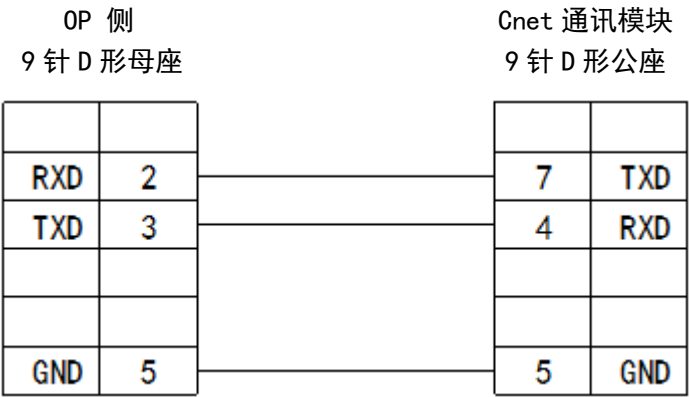 OP 侧 Cnet 通讯模块
9 针 D 形母座 9 针 D 形公座
RXD 2 7 TXD
TXD 3 4 RXD
GND 5 5 GND